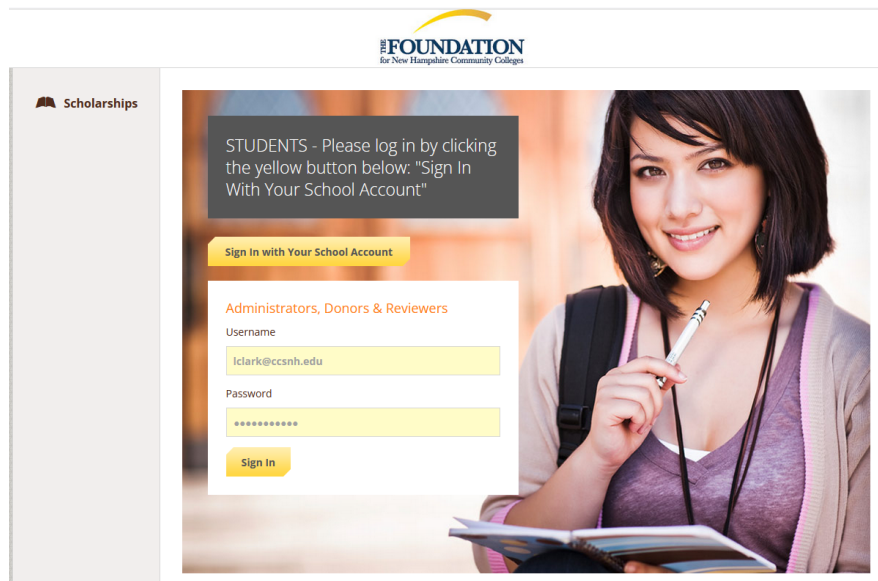 THE FOUNDATION
for New Hampshire Community Colleges
Scholarships
STUDENTS - Please log in by clicking
the yellow button below: "Sign In
With Your School Account"
Sign In with Your School Account
Administrators, Donors & Reviewers
Username
lclark@ccsnh.edu
Password
•••••••••••
Sign In